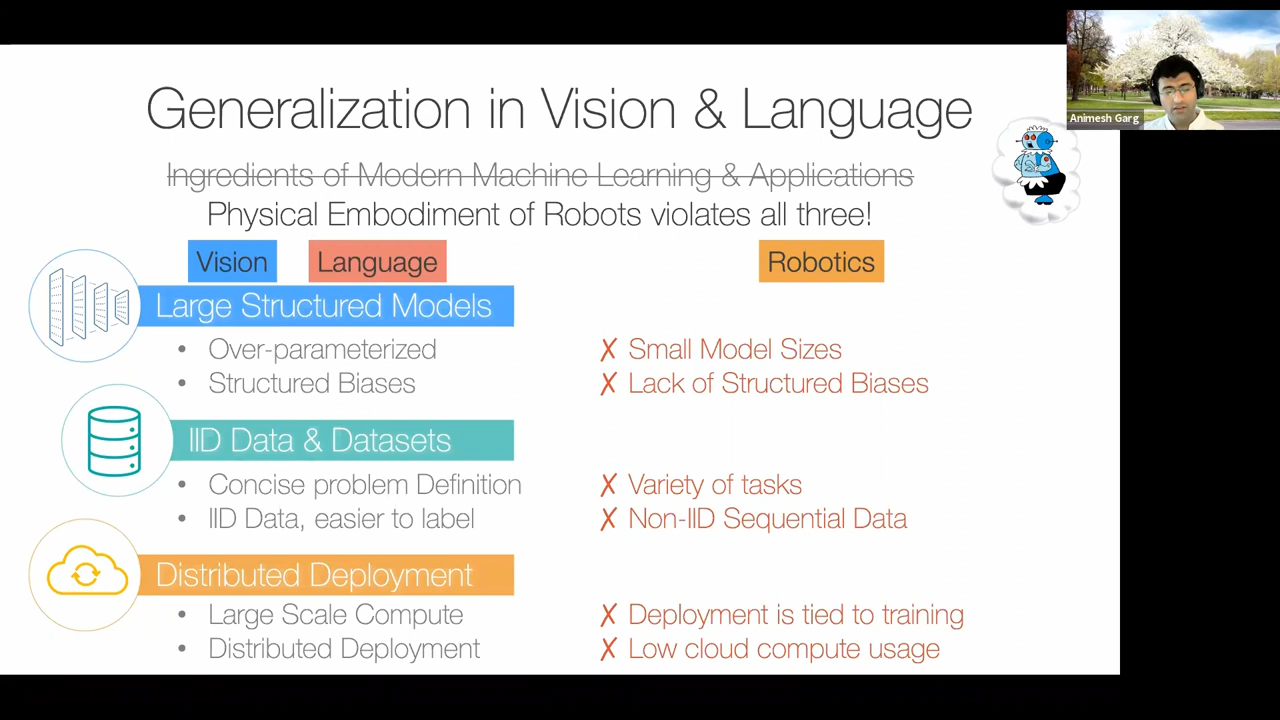 Generalization in Vision & Language
Animesh Garg
Ingredients of Modern Machine Learning & Applications
Physical Embodiment of Robots violates all three!
Vision
Language
Robotics
Large Structured Models
• Over-parameterized
✗ Small Model Sizes
• Structured Biases
✗ Lack of Structured Biases
IID Data & Datasets
• Concise problem Definition
✗ Variety of tasks
• IID Data, easier to label
✗ Non-IID Sequential Data
Distributed Deployment
• Large Scale Compute
✗ Deployment is tied to training
• Distributed Deployment
✗ Low cloud compute usage